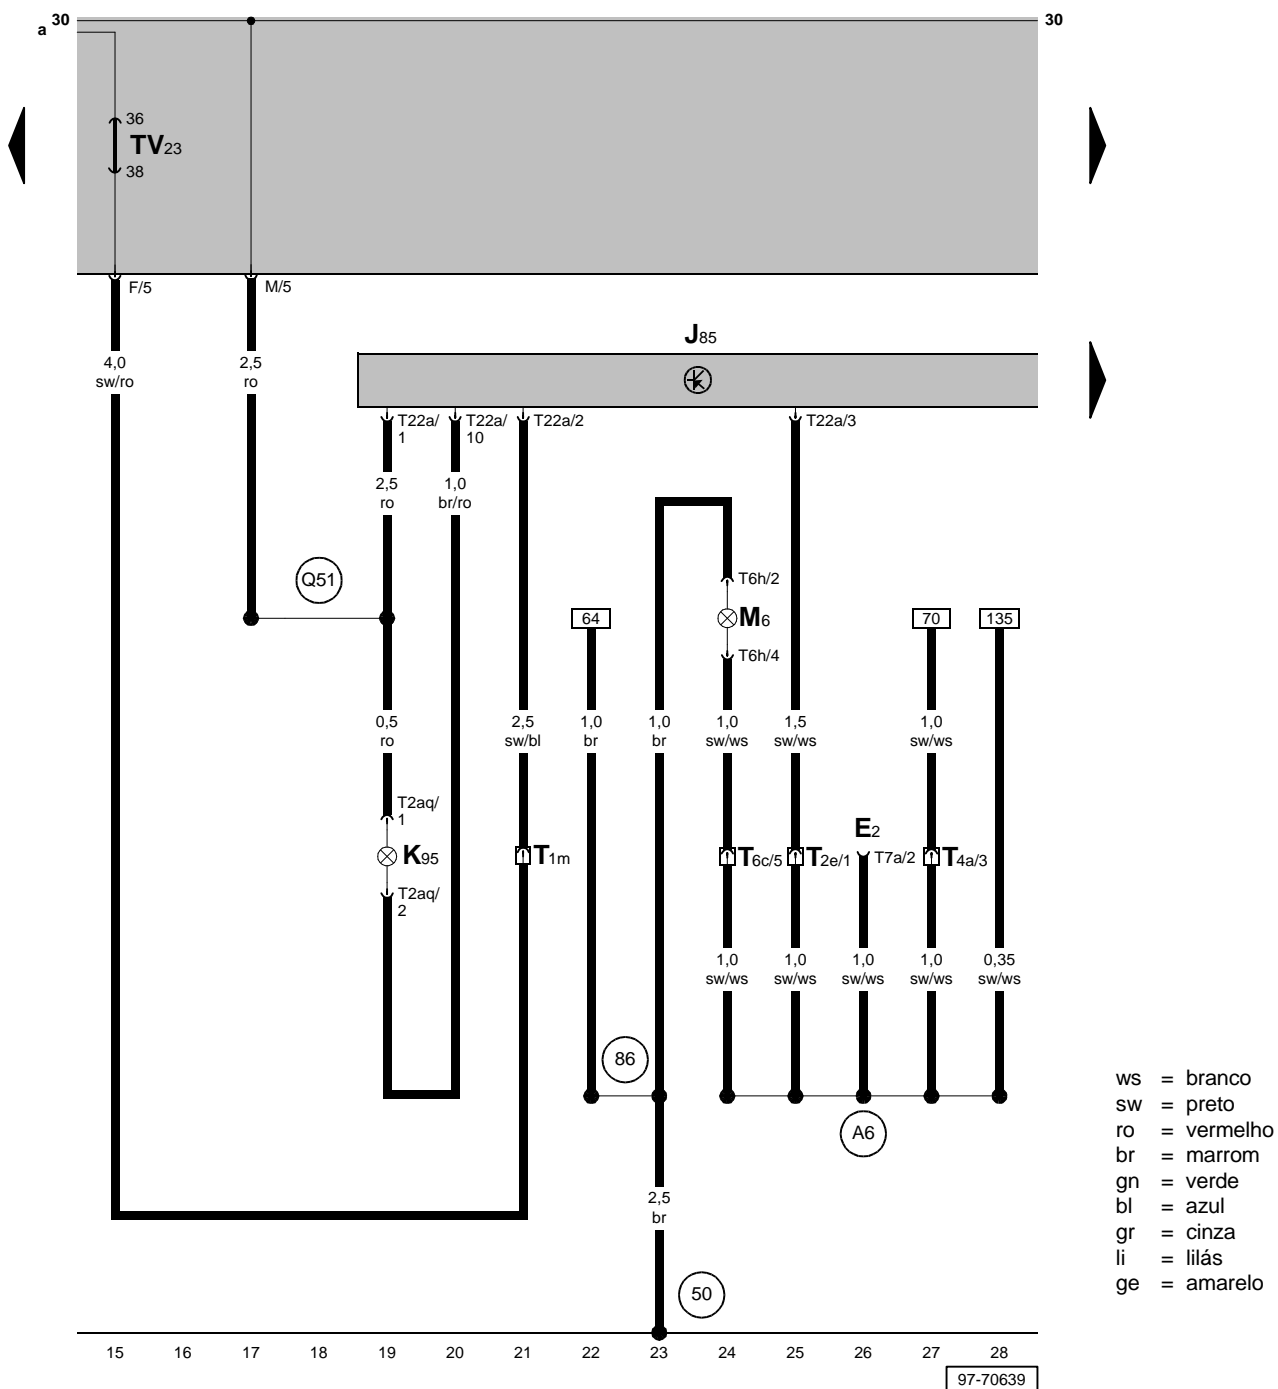 30
30
a
36
TV23
38
F/5
M/5
J85
4,0
sw/ro
2,5
ro
T22a/
1
T22a/
10
T22a/2
T22a/3
2,5
ro
1,0
br/ro
Q51
T6h/2
64
M6
70
135
T6h/4
0,5
ro
2,5
sw/bl
1,0
br
1,0
br
1,0
sw/ws
1,5
sw/ws
1,0
sw/ws
T2aq/
1
K95
T2aq/
2
T1m
T6c/5
T2e/1
E2
T7a/2
T4a/3
1,0
sw/ws
1,0
sw/ws
1,0
sw/ws
1,0
sw/ws
0,35
sw/ws
86
A6
2,5
br
50
ws = branco
sw = preto
ro = vermelho
br = marrom
gn = verde
bl = azul
gr = cinza
li = lilás
ge = amarelo
15 16 17 18 19 20 21 22 23 24 25 26 27 28
97-70639